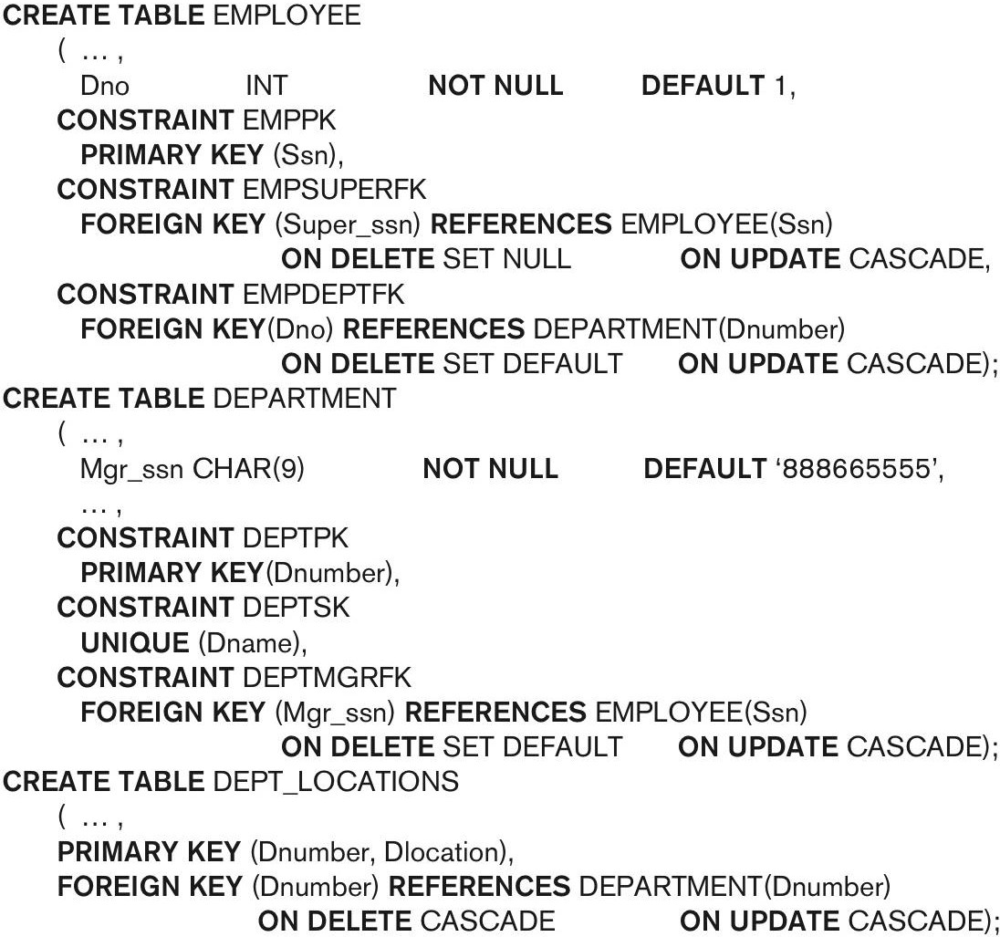 CREATE TABLE EMPLOYEE
( … ,
Dno INT NOT NULL DEFAULT 1,
CONSTRAINT EMPPK
PRIMARY KEY (Ssn),
CONSTRAINT EMPSUPERFK
FOREIGN KEY (Super_ssn) REFERENCES EMPLOYEE(Ssn)
ON DELETE SET NULL ON UPDATE CASCADE,
CONSTRAINT EMPDEPTFK
FOREIGN KEY(Dno) REFERENCES DEPARTMENT(Dnumber)
ON DELETE SET DEFAULT ON UPDATE CASCADE);
CREATE TABLE DEPARTMENT
( … ,
Mgr_ssn CHAR(9) NOT NULL DEFAULT ‘888665555’,
… ,
CONSTRAINT DEPTPK
PRIMARY KEY(Dnumber),
CONSTRAINT DEPTSK
UNIQUE (Dname),
CONSTRAINT DEPTMGRFK
FOREIGN KEY (Mgr_ssn) REFERENCES EMPLOYEE(Ssn)
ON DELETE SET DEFAULT ON UPDATE CASCADE);
CREATE TABLE DEPT_LOCATIONS
( … ,
PRIMARY KEY (Dnumber, Dlocation),
FOREIGN KEY (Dnumber) REFERENCES DEPARTMENT(Dnumber)
ON DELETE CASCADE ON UPDATE CASCADE);